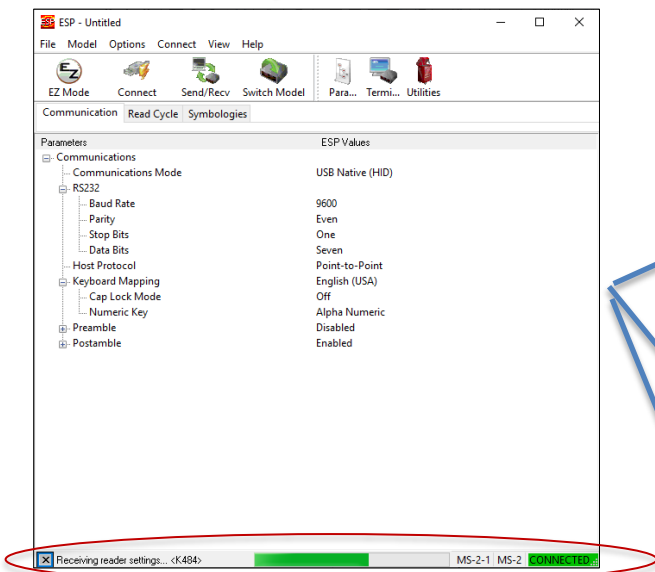 ESP - Untitled
File Model Options Connect View Help
EZ
EZ Mode Connect Send/Recv Switch Model Para... Termi... Utilities
Communication Read Cycle Symbologies
Parameters ESP Values
Communications
Communications Mode USB Native (HID)
RS232
Baud Rate 9600
Parity Even
Stop Bits One
Data Bits Seven
Host Protocol Point-to-Point
Keyboard Mapping English (USA)
Cap Lock Mode Off
Numeric Key Alpha Numeric
Preamble Disabled
Postamble Enabled
Receiving reader settings... <K484> MS-2-1 MS-2 CONNECTED